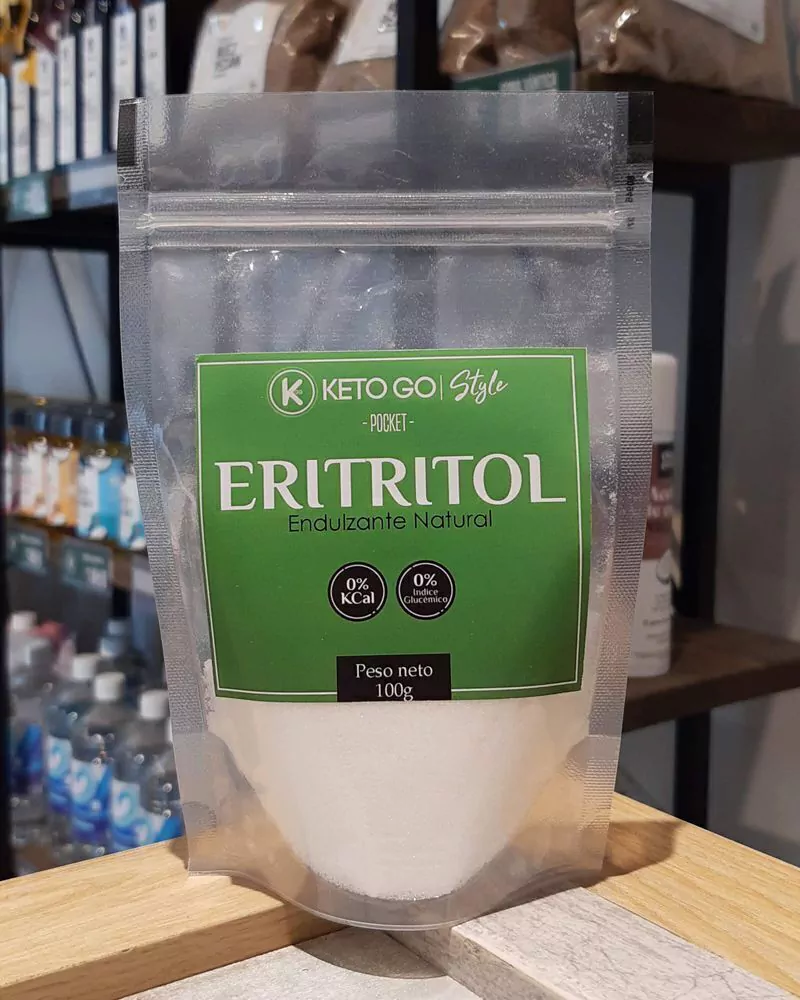 K KETO GO | Style
- POCKET -
ERITRITOL
Endulzante Natural
0%
KCal
0%
Indice
Glucémico
Peso neto
100g